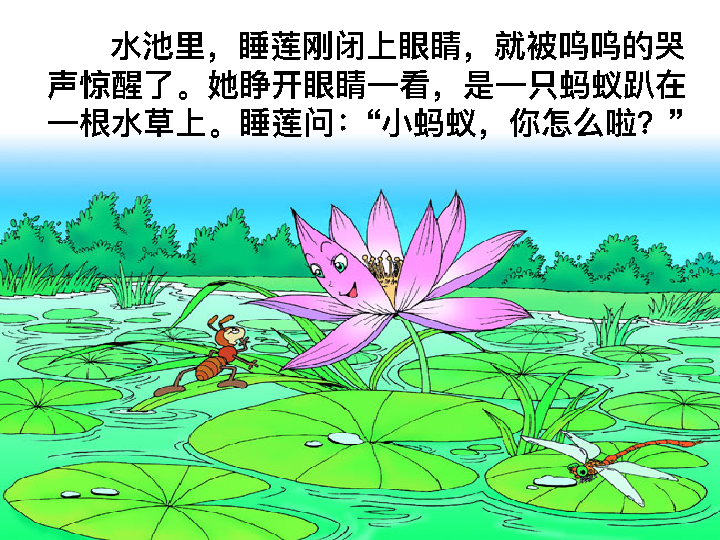 水池里，睡莲刚闭上眼睛，就被呜呜的哭
声惊醒了。她睁开眼睛一看，是一只蚂蚁趴在
一根水草上。睡莲问：“小蚂蚁，你怎么啦？”